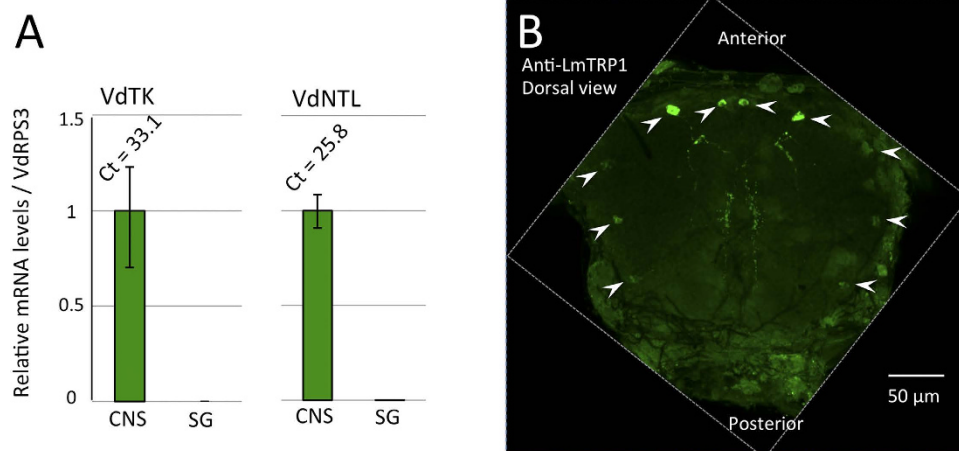 A
VdTK
VdNTL
Relative mRNA levels / VdRPS3
1.5
1
0.5
0
Ct = 33.1
Ct = 25.8
CNS
SG
CNS
SG
B
Anti-LmTRP1
Dorsal view
Anterior
50 µm
Posterior